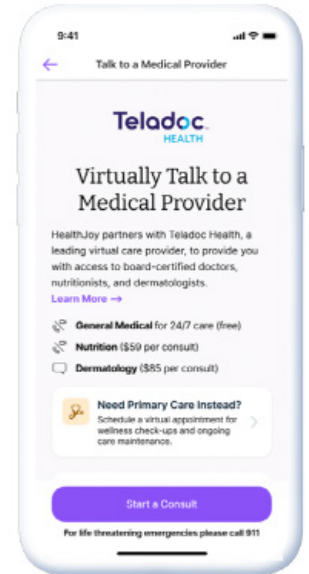 9:41
Talk to a Medical Provider
Teladoc
HEALTH
Virtually Talk to a
Medical Provider
HealthJoy partners with Teladoc Health, a
leading virtual care provider, to provide you
with access to board-certified doctors,
nutritionists, and dermatologists.
Learn More →
General Medical for 24/7 care (free)
Nutrition ($59 per consult)
Dermatology ($85 per consult)
Need Primary Care Instead?
Schedule a virtual appointment for
wellness check-ups and ongoing
care maintenance.
Start a Consult
For life threatening emergencies please call 911